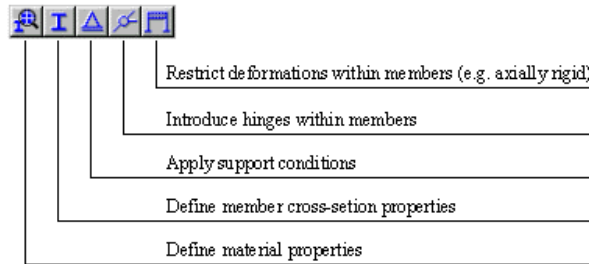 Restrict deformations within members (e.g. axially rigid)
Introduce hinges within members
Apply support conditions
Define member cross-setion properties
Define material properties